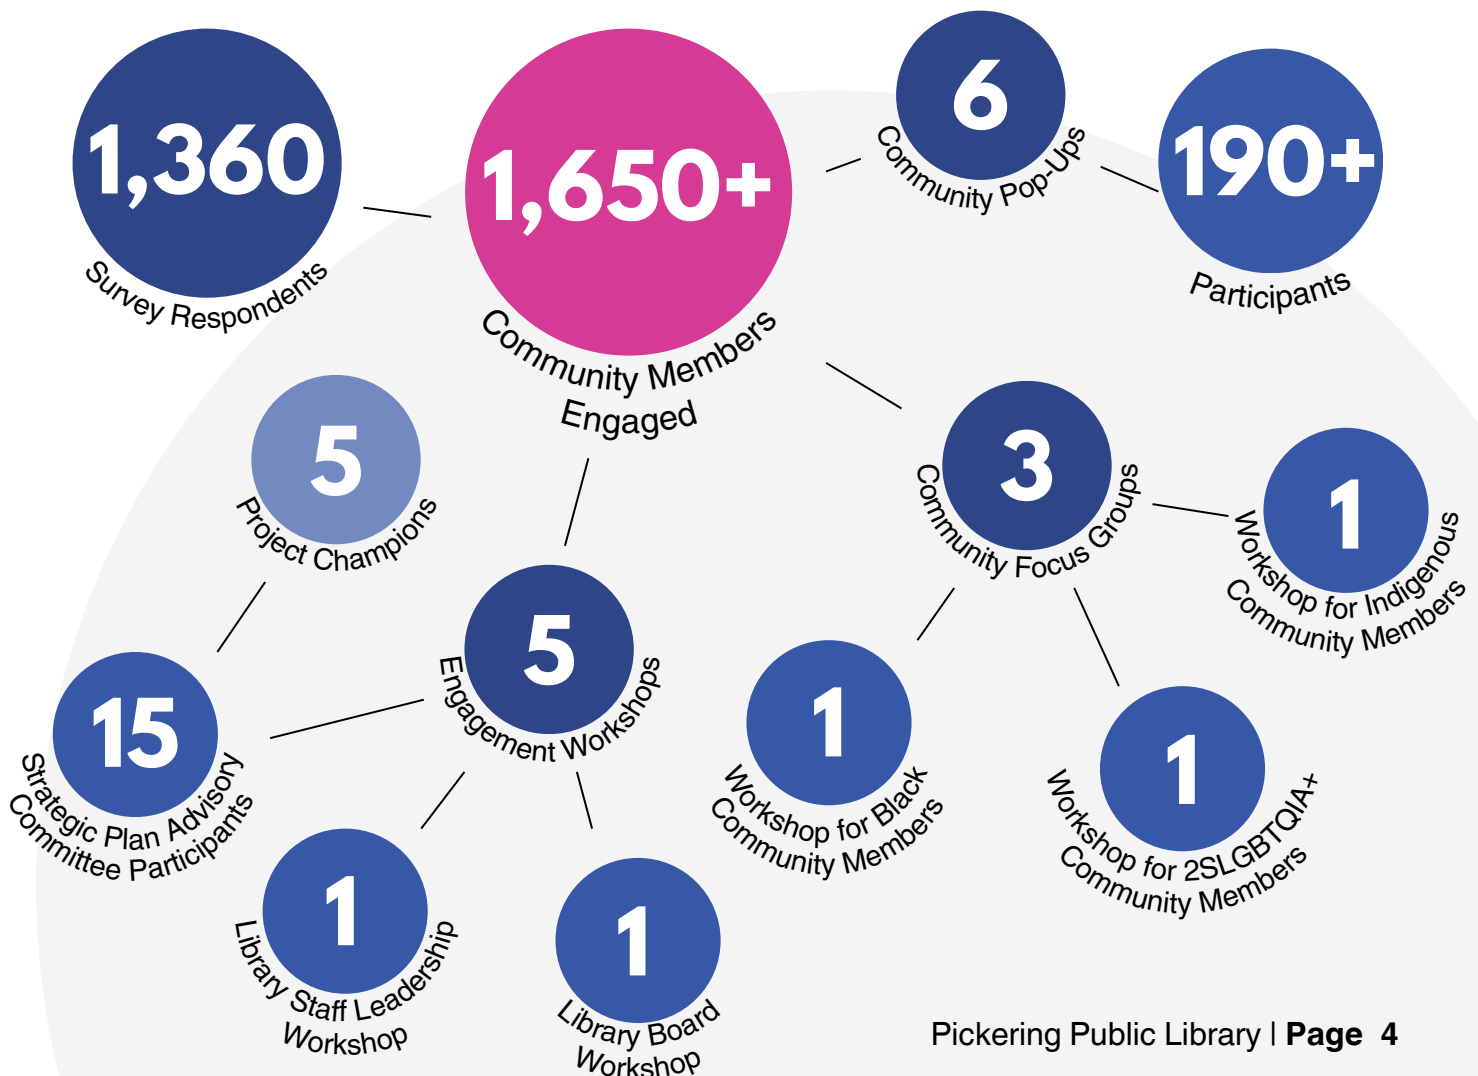 1,360
Survey Respondents
1,650+
Community Members
Engaged
6
Community Pop-Ups
190+
Participants
5
Project Champions
15
Strategic Plan Advisory
Committee Participants
5
Engagement Workshops
1
Library Staff Leadership
Workshop
1
Library Board
Workshop
3
Community Focus Groups
1
Workshop for Black
Community Members
1
Workshop for 2SLGBTQIA+
Community Members
1
Workshop for Indigenous
Community Members
Pickering Public Library | Page 4